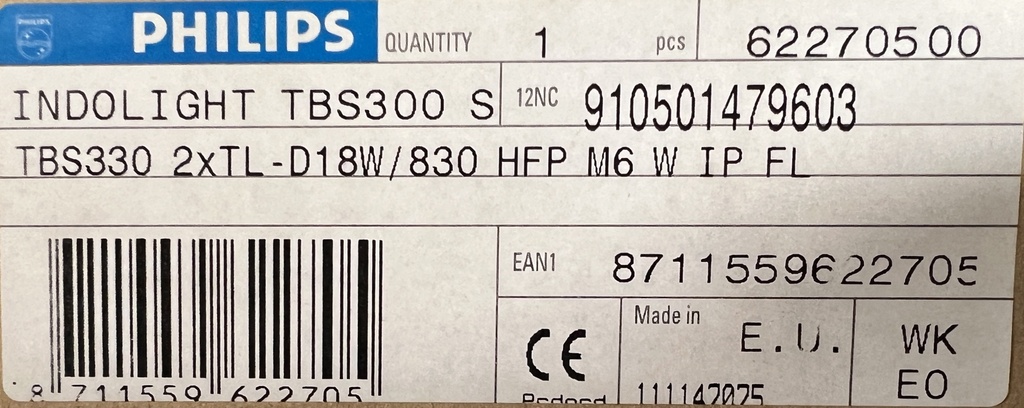 PHILIPS QUANTITY 1 pcs 62270500
INDOLIGHT TBS300 S 12NC 910501479603
TBS330 2xTL-D18W/830 HFP M6 W IP FL
EAN1 8711559622705
CE Made in E.U. WK
EO
8 711559 622705